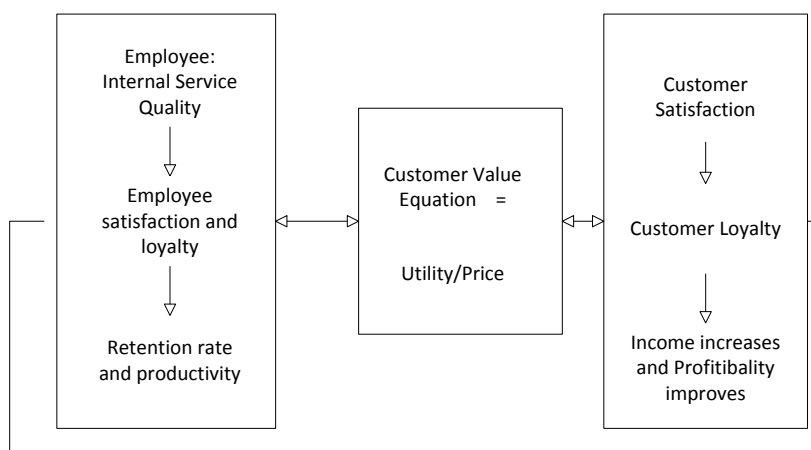 Employee:
Internal Service
Quality
Employee
satisfaction and
loyalty
Retention rate
and productivity
Customer Value
Equation =
Utility/Price
Customer
Satisfaction
Customer Loyalty
Income increases
and Profitibality
improves